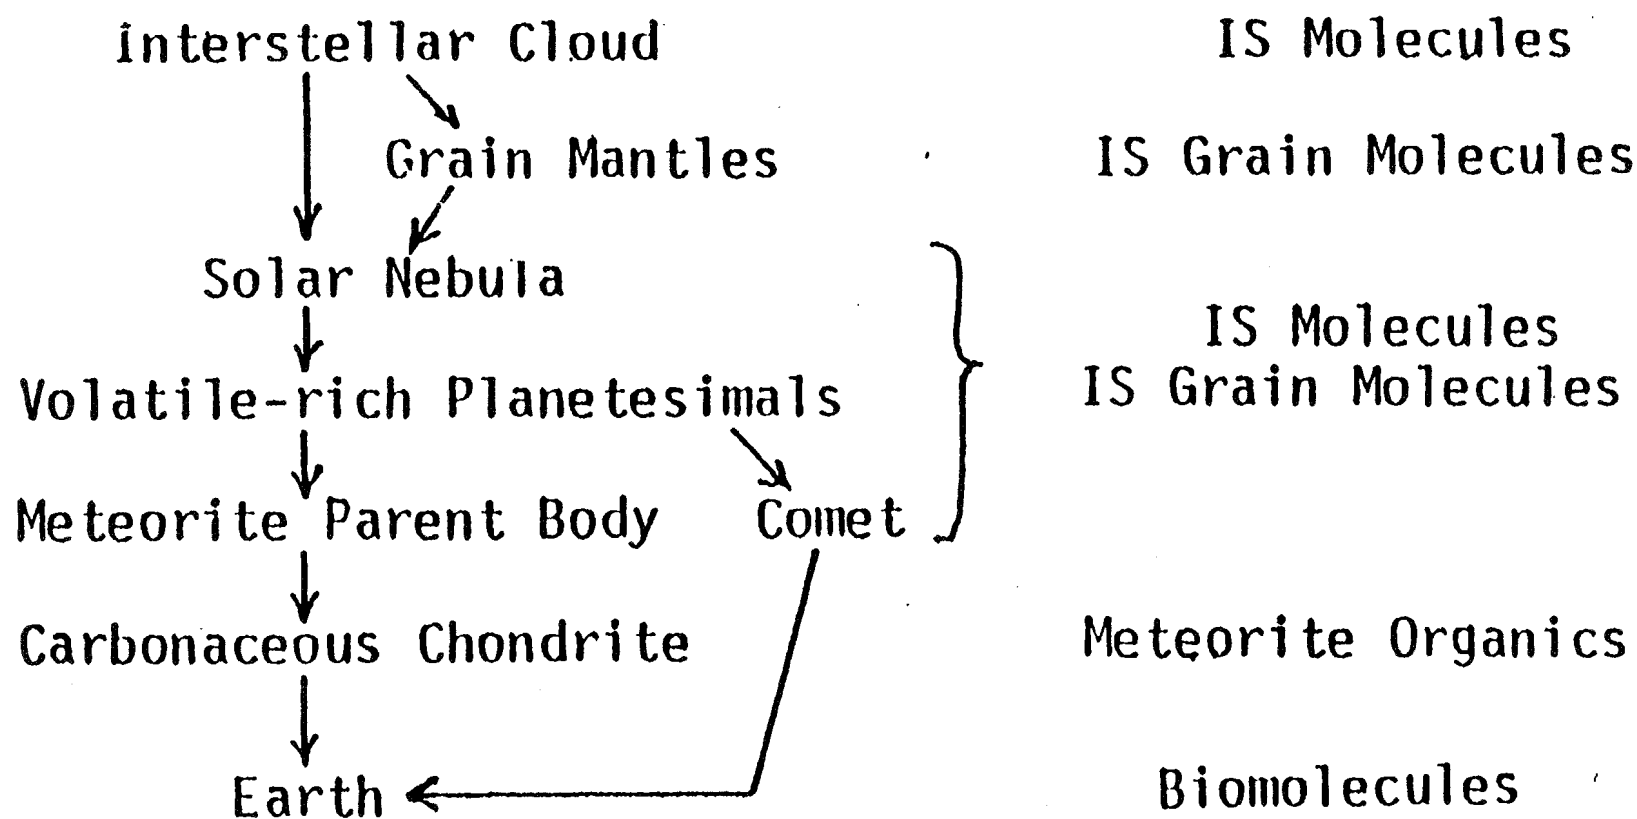 Interstellar Cloud IS Molecules
Grain Mantles IS Grain Molecules
Solar Nebula
IS Molecules
Volatile-rich Planetesimals IS Grain Molecules
Meteorite Parent Body Comet
Carbonaceous Chondrite Meteorite Organics
Earth Biomolecules